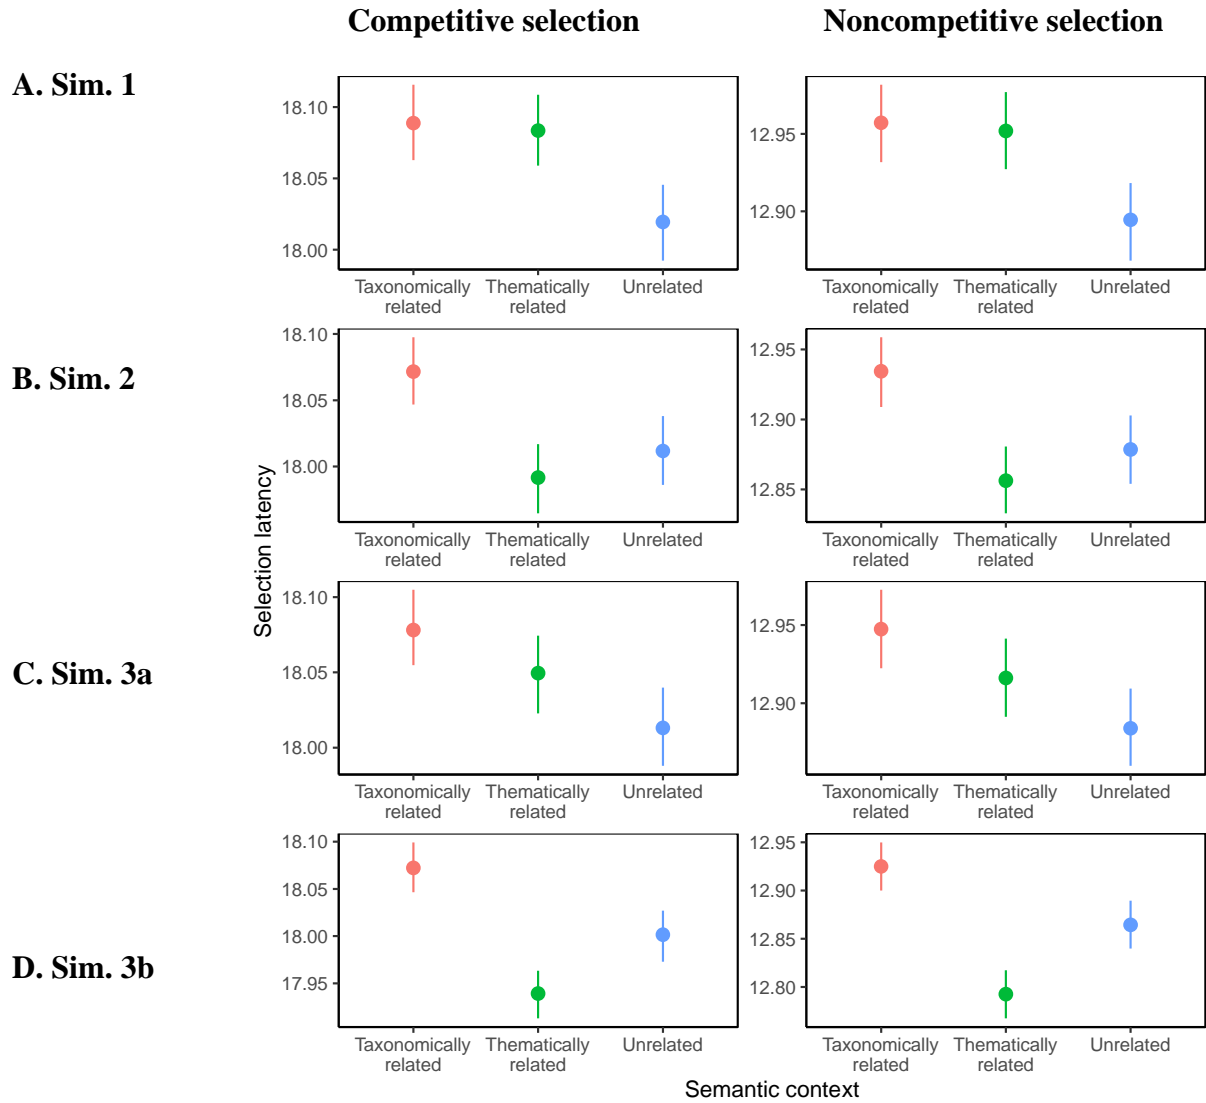 Competitive selection
Noncompetitive selection
A. Sim. 1
18.10
18.05
18.00
12.95
12.90
Taxonomically related
Thematically related
Unrelated
Taxonomically related
Thematically related
Unrelated
B. Sim. 2
18.10
18.05
18.00
12.95
12.90
12.85
Taxonomically related
Thematically related
Unrelated
Taxonomically related
Thematically related
Unrelated
Selection latency
C. Sim. 3a
18.10
18.05
18.00
12.95
12.90
Taxonomically related
Thematically related
Unrelated
Taxonomically related
Thematically related
Unrelated
D. Sim. 3b
18.10
18.05
18.00
17.95
12.95
12.90
12.85
12.80
Taxonomically related
Thematically related
Unrelated
Taxonomically related
Thematically related
Unrelated
Semantic context